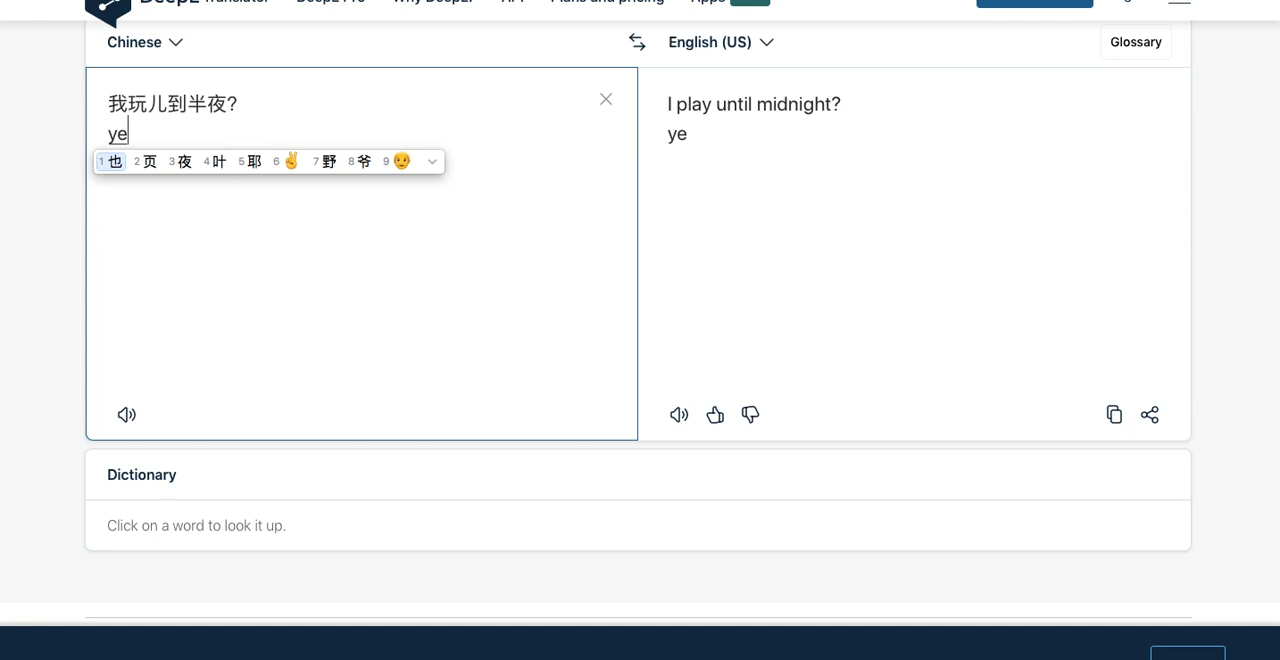 Chinese
English (US)
Glossary
我玩儿到半夜?
ye
1 也 2 页 3 夜 4 叶 5 耶 6 ✌️ 7 野 8 爷 9 👴
I play until midnight?
ye
Dictionary
Click on a word to look it up.